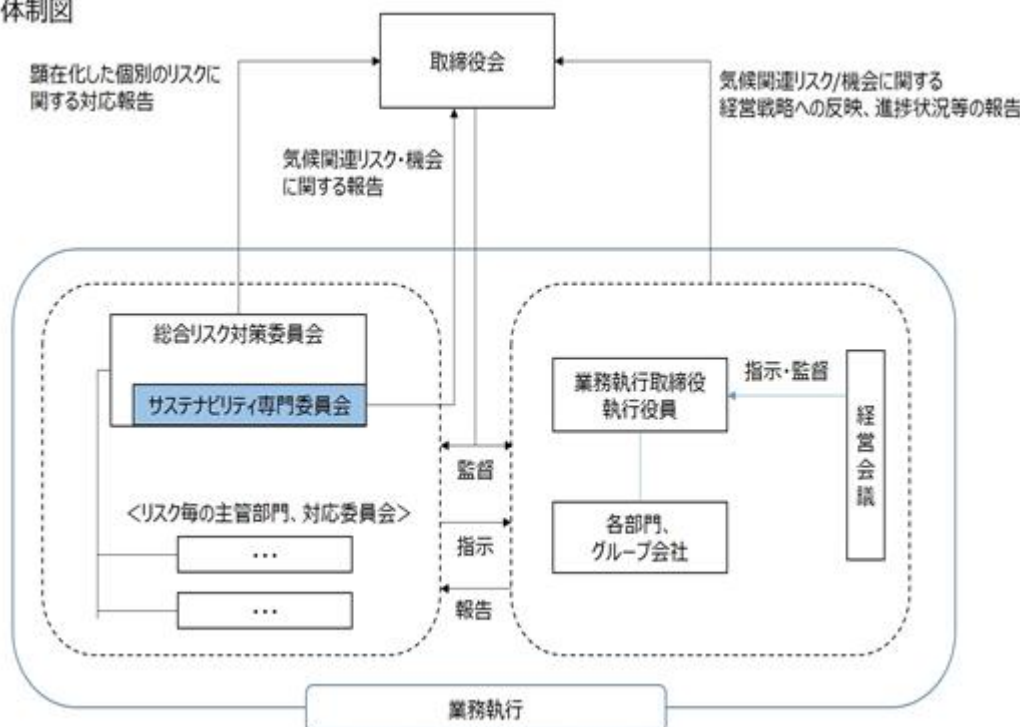 体制図
取締役会
顕在化した個別のリスクに
関する対応報告
気候関連リスク/機会に関する
経営戦略への反映、進捗状況等の報告
気候関連リスク・機会
に関する報告
総合リスク対策委員会
サステナビリティ専門委員会
<リスク毎の主管部門、対応委員会>
…
…
監督
指示
報告
業務執行取締役
執行役員
指示・監督
経営会議
各部門、
グループ会社
業務執行